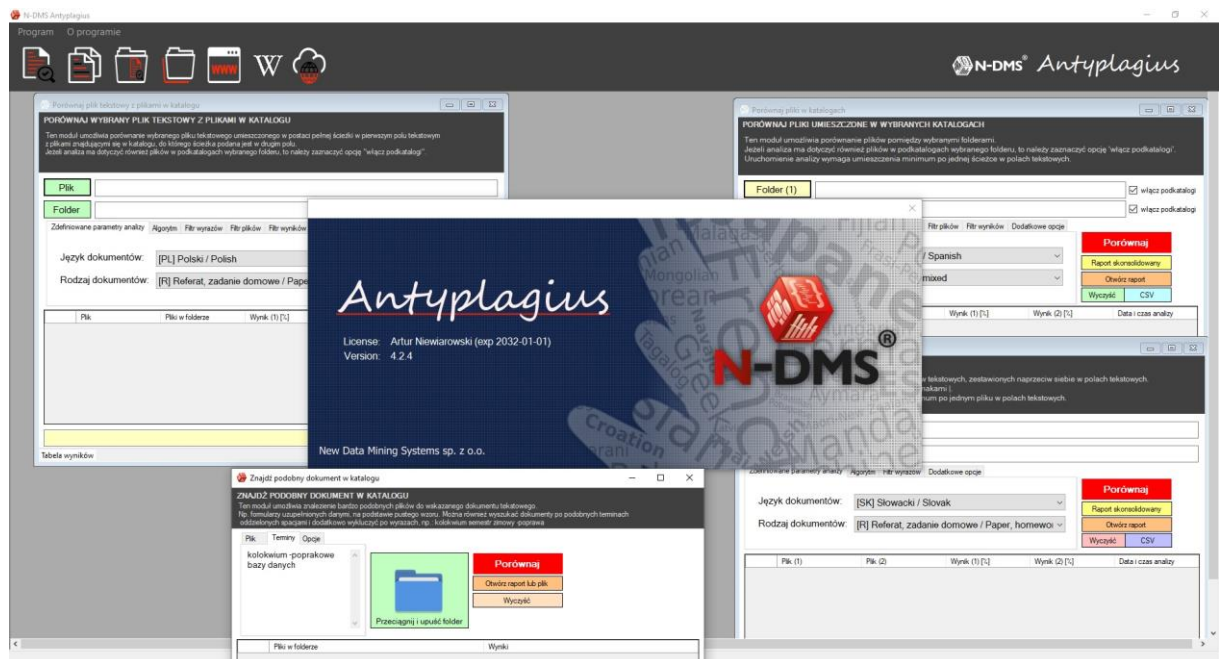 N-DMS Antyplagius
Program O programie
WWW W
N-DMS® Antyplagius
Porównaj plik tekstowy z plikami w katalogu
PORÓWNAJ WYBRANY PLIK TEKSTOWY Z PLIKAMI W KATALOGU
Ten moduł umożliwia porównanie wybranego pliku tekstowego umieszczonego w postaci pełnej ścieżki w pierwszym polu tekstowym
z plikami znajdującymi się w katalogu, do którego ścieżka podana jest w drugim polu.
Jeżeli analiza ma dotyczyć również plików w podkatalogach wybranego folderu, to należy zaznaczyć opcję "włącz podkatalogi".
Plik
Folder
Zdefiniowane parametry analizy Algorytm Filtr wyrazów Filtr plików Filtr wyników
Język dokumentów: [PL] Polski / Polish
Rodzaj dokumentów: [R] Referat, zadanie domowe / Pape
Plik Pliki w folderze Wynik (1) [%]
Tabela wyników
Porównaj pliki w katalogach
PORÓWNAJ PLIKI UMIESZCZONE W WYBRANYCH KATALOGACH
Ten moduł umożliwia porównanie plików pomiędzy wybranymi folderami.
Jeżeli analiza ma dotyczyć również plików w podkatalogach wybranego folderu, to należy zaznaczyć opcję "włącz podkatalogi".
Uruchomienie analizy wymaga umieszczenia minimum po jednej ścieżce w polach tekstowych.
Folder (1) włącz podkatalogi
włącz podkatalogi
Filtr plików Filtr wyników Dodatkowe opcje
/ Spanish
mixed
Porównaj
Raport skonsolidowany
Otwórz raport
Wyczyść CSV
Wynik (1) [%] Wynik (2) [%] Data i czas analizy
Antyplagius
License: Artur Niewiarowski (exp 2032-01-01)
Version: 4.2.4
New Data Mining Systems sp. z o.o.
N-DMS®
Mongolian
Tagalog
Navajo
Greek
Croatian
Aymara
w tekstowych, zestawionych naprzeciw siebie w polach tekstowych.
nakami |.
num po jednym pliku w polach tekstowych.
Zdefiniowane parametry analizy Algorytm Filtr wyrazów Dodatkowe opcje
Język dokumentów: [SK] Słowacki / Slovak
Rodzaj dokumentów: [R] Referat, zadanie domowe / Paper, homewor
Porównaj
Raport skonsolidowany
Otwórz raport
Wyczyść CSV
Plik (1) Plik (2) Wynik (1) [%] Wynik (2) [%] Data i czas analizy
Znajdź podobny dokument w katalogu
ZNAJDŹ PODOBNY DOKUMENT W KATALOGU
Ten moduł umożliwia znalezienie bardzo podobnych plików do wskazanego dokumentu tekstowego.
Np. formularzy uzupełnionych danymi, na podstawie pustego wzoru. Można również wyszukać dokumenty po podobnych terminach
oddzielonych spacjami i dodatkowo wykluczyć po wyrazach, np.: kolokwium semestr zimowy -poprawa
Plik Terminy Opcje
kolokwium -poprakowe
bazy danych
Przeciągnij i upuść folder
Porównaj
Otwórz raport lub plik
Wyczyść
Pliki w folderze Wyniki